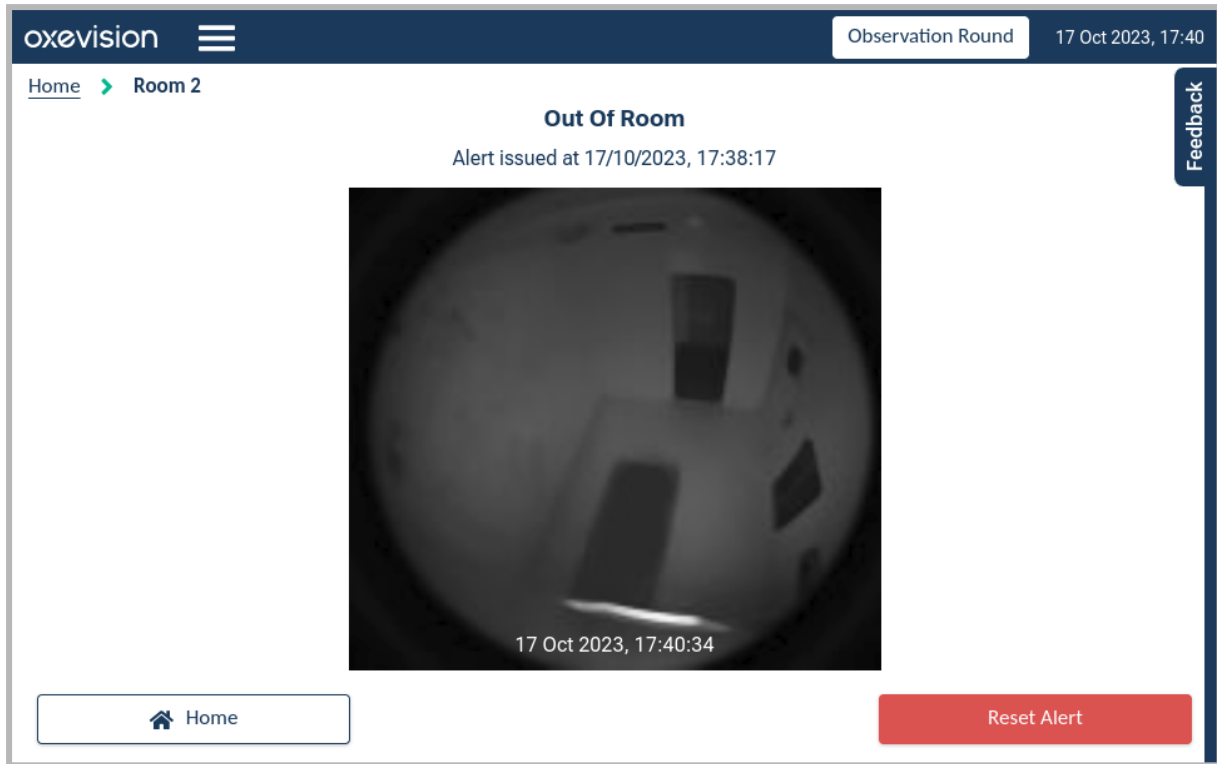 oxevision
Observation Round
17 Oct 2023, 17:40
Home
Room 2
Feedback
Out Of Room
Alert issued at 17/10/2023, 17:38:17
17 Oct 2023, 17:40:34
Home
Reset Alert